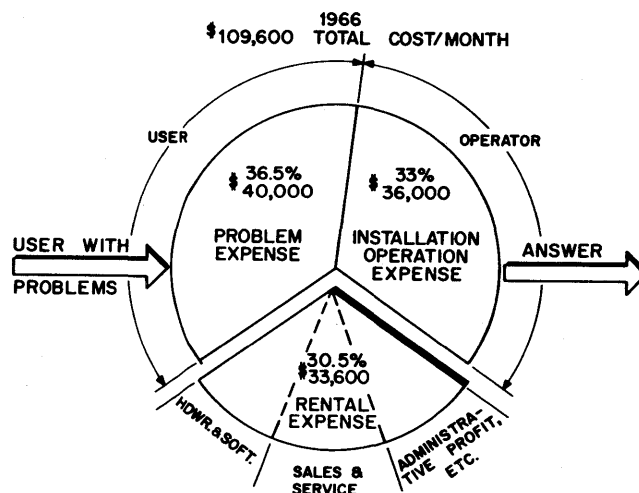 1966
$109,600 TOTAL COST/MONTH
USER
OPERATOR
36.5%
$40,000
PROBLEM
EXPENSE
33%
$36,000
INSTALLATION
OPERATION
EXPENSE
USER WITH
PROBLEMS
ANSWER
30.5%
$33,600
RENTAL
EXPENSE
HDWR. & SOFT.
SALES &
SERVICE
ADMINISTRA-
TIVE PROFIT,
ETC.